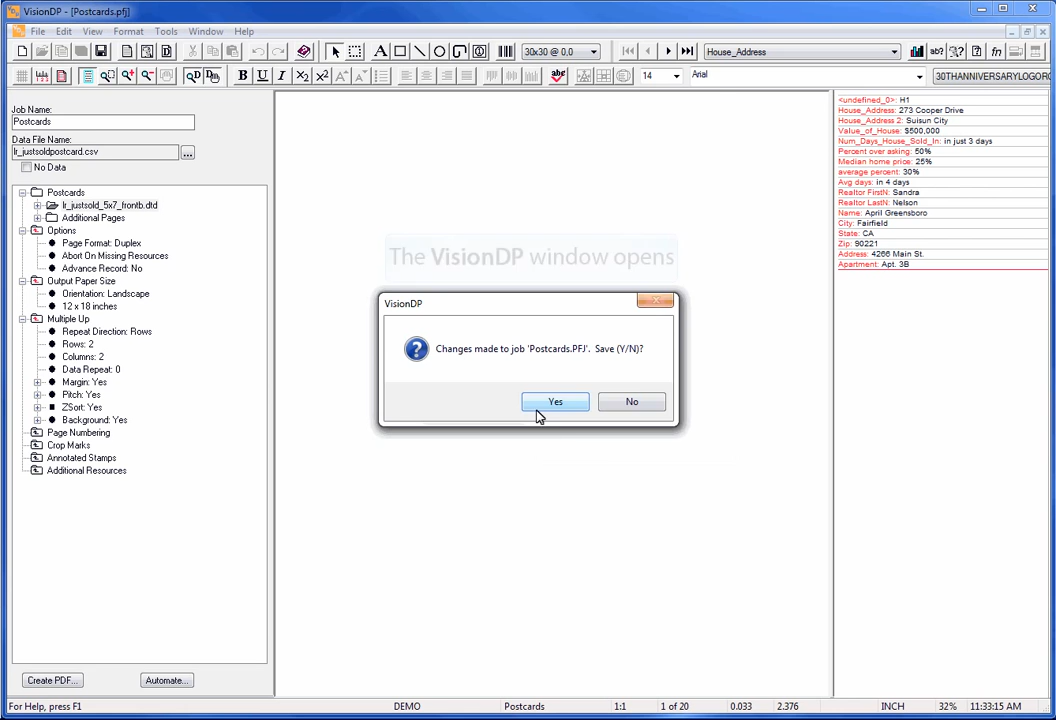 VisionDP - [Postcards.pfj]
File Edit View Format Tools Window Help
30x30 @ 0,0
House_Address
ab?
fn
B U I X₂ X²
14
Arial
30THANNIVERSARYLOGORO
Job Name:
Postcards
Data File Name:
lr_justsoldpostcard.csv
...
No Data
Postcards
lr_justsold_5x7_frontb.dtd
Additional Pages
Options
Page Format: Duplex
Abort On Missing Resources
Advance Record: No
Output Paper Size
Orientation: Landscape
12 x 18 inches
Multiple Up
Repeat Direction: Rows
Rows: 2
Columns: 2
Data Repeat: 0
Margin: Yes
Pitch: Yes
ZSort: Yes
Background: Yes
Page Numbering
Crop Marks
Annotated Stamps
Additional Resources
Create PDF...
Automate...
The VisionDP window opens
VisionDP
Changes made to job 'Postcards.PFJ'. Save (Y/N)?
Yes
No
<undefined_0>: H1
House_Address: 273 Cooper Drive
House_Address 2: Suisun City
Value_of_House: $500,000
Num_Days_House_Sold_In: in just 3 days
Percent over asking: 50%
Median home price: 25%
average percent: 30%
Avg days: in 4 days
Realtor FirstN: Sandra
Realtor LastN: Nelson
Name: April Greensboro
City: Fairfield
State: CA
Zip: 90221
Address: 4266 Main St.
Apartment: Apt. 3B
For Help, press F1
DEMO
Postcards
1:1
1 of 20
0.033
2.376
INCH
32%
11:33:15 AM